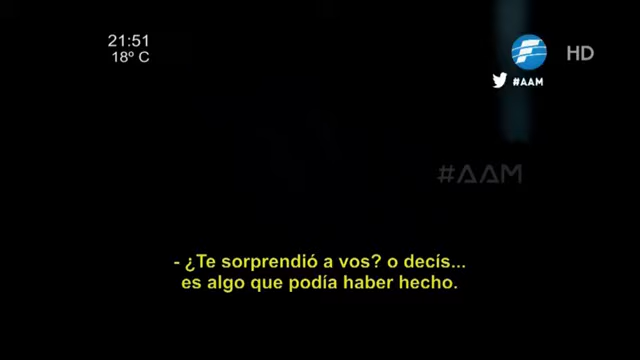 21:51
18º C
HD
#AAM
#AAM
- ¿Te sorprendió a vos? o decís...
es algo que podía haber hecho.